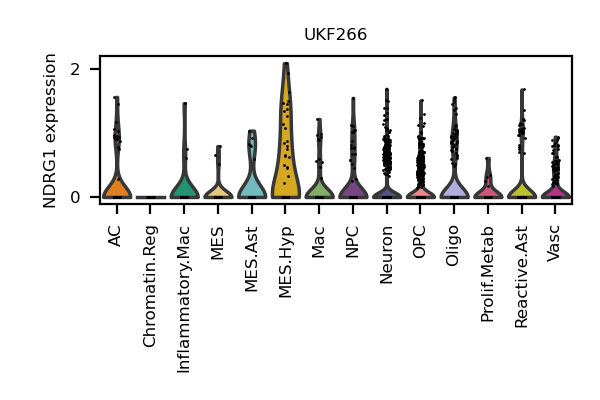 UKF266
NDRG1 expression
2
0
AC
Chromatin.Reg
Inflammatory.Mac
MES
MES.Ast
MES.Hyp
Mac
NPC
Neuron
OPC
Oligo
Prolif.Metab
Reactive.Ast
Vasc